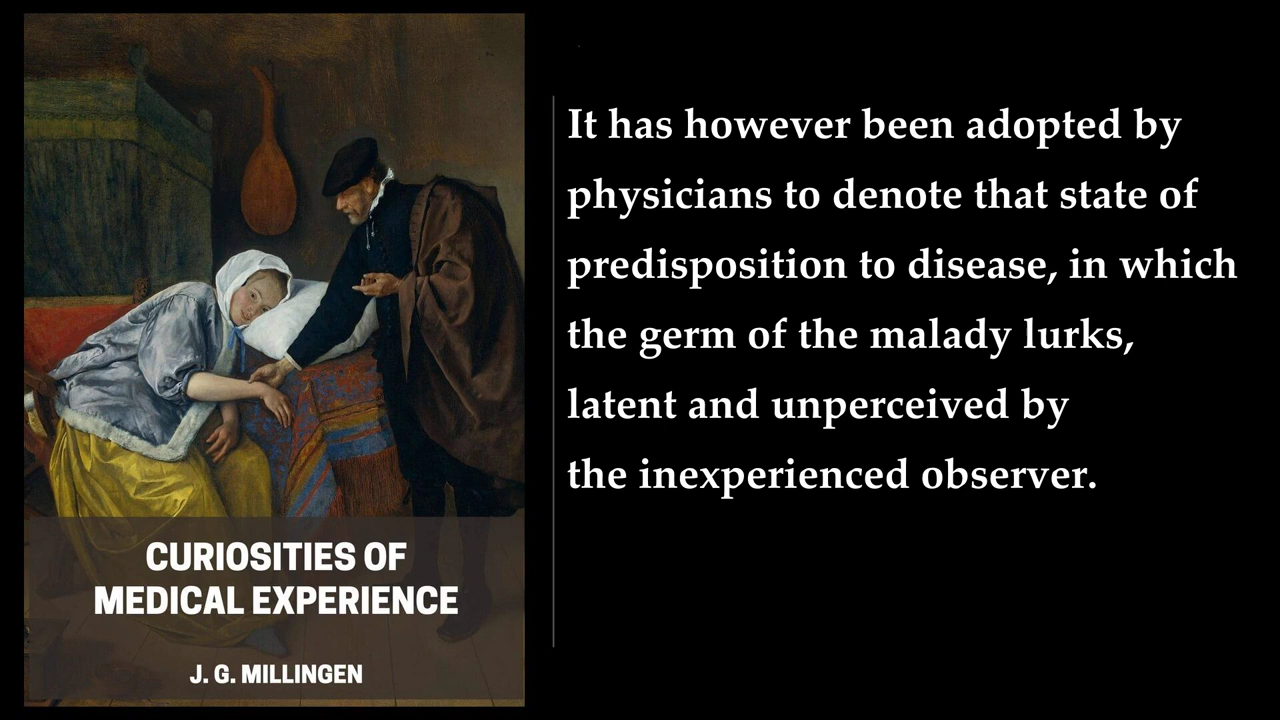 It has however been adopted by
physicians to denote that state of
predisposition to disease, in which
the germ of the malady lurks,
latent and unperceived by
the inexperienced observer.
CURIOSITIES OF
MEDICAL EXPERIENCE
J. G. MILLINGEN